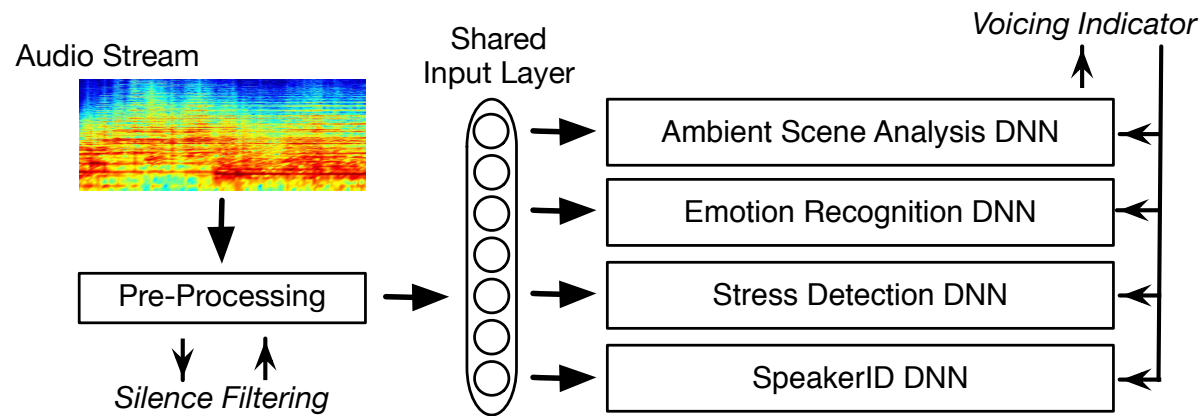 Audio Stream
Pre-Processing
Silence Filtering
Shared
Input Layer
Voicing Indicator
Ambient Scene Analysis DNN
Emotion Recognition DNN
Stress Detection DNN
SpeakerID DNN